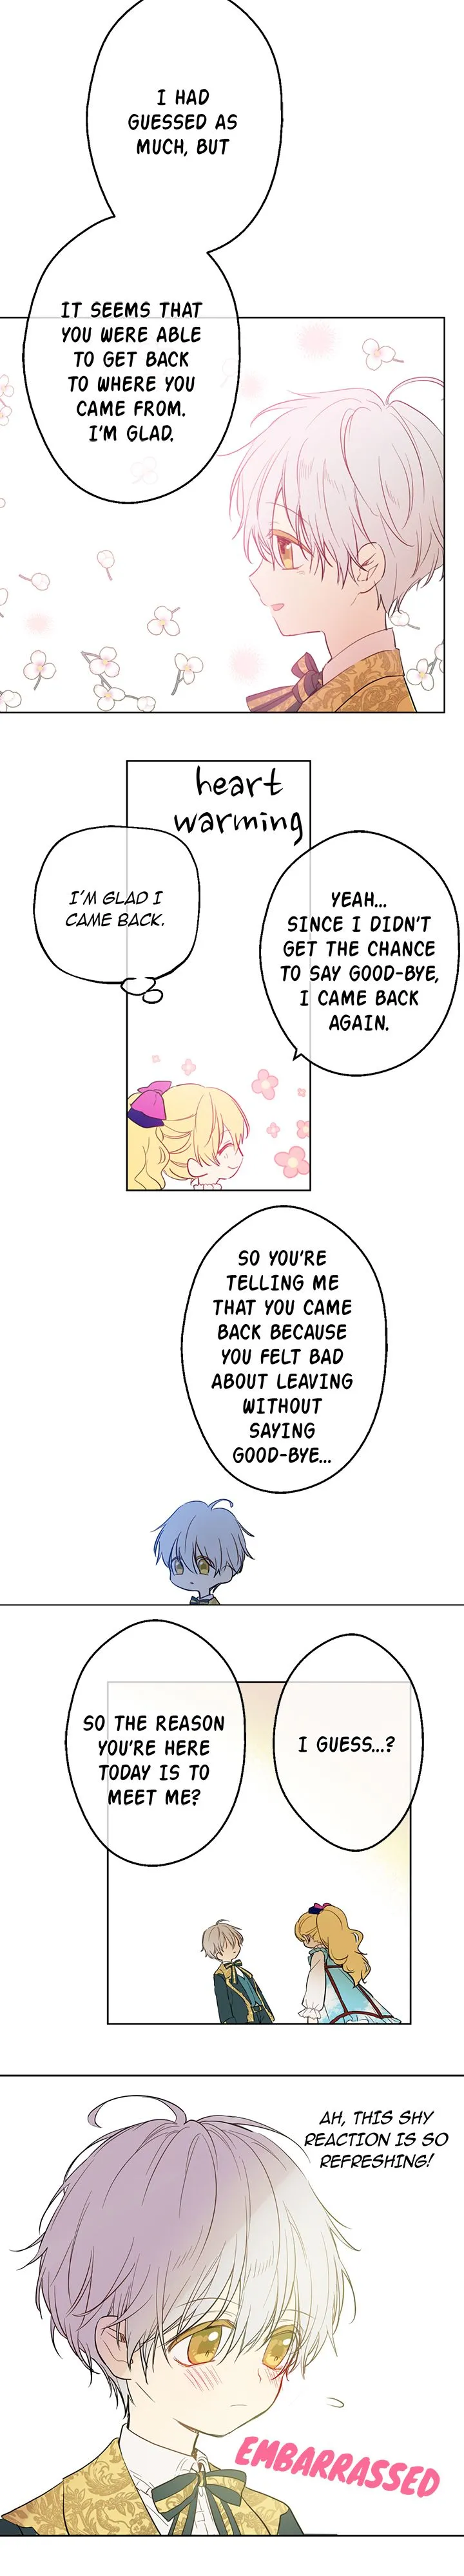 I HAD
GUESSED AS
MUCH, BUT
IT SEEMS THAT
YOU WERE ABLE
TO GET BACK
TO WHERE YOU
CAME FROM.
I'M GLAD.
heart
warming
I'M GLAD I
CAME BACK.
YEAH...
SINCE I DIDN'T
GET THE CHANCE
TO SAY GOOD-BYE,
I CAME BACK
AGAIN.
SO YOU'RE
TELLING ME
THAT YOU CAME
BACK BECAUSE
YOU FELT BAD
ABOUT LEAVING
WITHOUT
SAYING
GOOD-BYE...
SO THE REASON
YOU'RE HERE
TODAY IS TO
MEET ME?
I GUESS...?
AH, THIS SHY
REACTION IS SO
REFRESHING!
EMBARRASSED